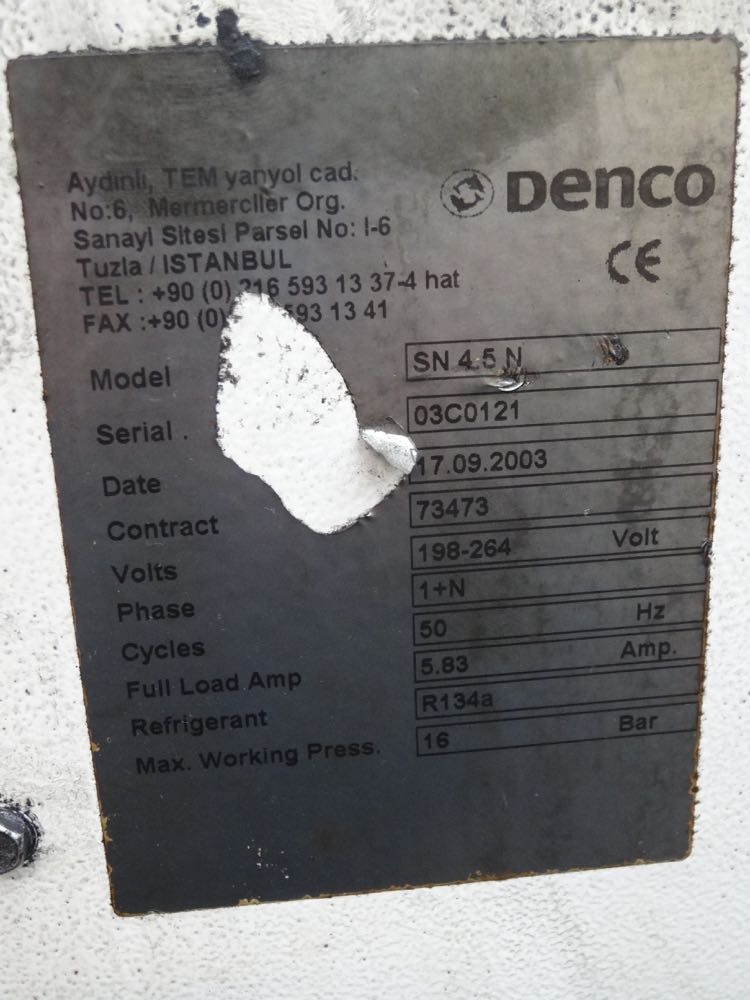 Aydınlı, TEM yanyol cad.
No:6, Mermerciler Org.
Sanayi Sitesi Parsel No: I-6
Tuzla / ISTANBUL
TEL : +90 (0) 216 593 13 37-4 hat
FAX :+90 (0) 593 13 41
Denco
CE
Model SN 4.5 N
Serial . 03C0121
Date 17.09.2003
Contract 73473
Volts 198-264 Volt
Phase 1+N
Cycles 50 Hz
Full Load Amp 5.83 Amp.
Refrigerant R134a
Max. Working Press. 16 Bar